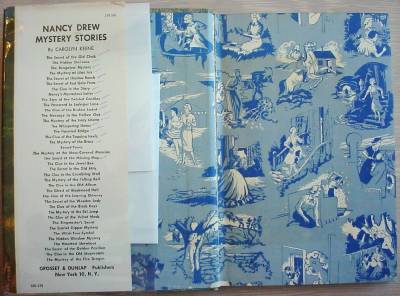 NANCY DREW
MYSTERY STORIES
By CAROLYN KEENE
The Secret of the Old Clock
The Hidden Staircase
The Bungalow Mystery
The Mystery at Lilac Inn
The Secret at Shadow Ranch
The Secret of Red Gate Farm
The Clue in the Diary
Nancy's Mysterious Letter
The Sign of the Twisted Candles
The Password to Larkspur Lane
The Clue of the Broken Locket
The Message in the Hollow Oak
The Mystery of the Ivory Charm
The Whispering Statue
The Haunted Bridge
The Clue of the Tapping Heels
The Mystery of the Brass
Bound Trunk
The Mystery at the Moss-Covered Mansion
The Quest of the Missing Map
The Clue in the Jewel Box
The Secret in the Old Attic
The Clue in the Crumbling Wall
The Mystery of the Tolling Bell
The Clue in the Old Album
The Ghost of Blackwood Hall
The Clue of the Leaning Chimney
The Secret of the Wooden Lady
The Clue of the Black Keys
The Mystery at the Ski Jump
The Clue of the Velvet Mask
The Ringmaster's Secret
The Scarlet Slipper Mystery
The Witch Tree Symbol
The Hidden Window Mystery
The Haunted Showboat
The Secret of the Golden Pavilion
The Clue in the Old Stagecoach
The Mystery of the Fire Dragon
GROSSET & DUNLAP Publishers
New York 10, N. Y.